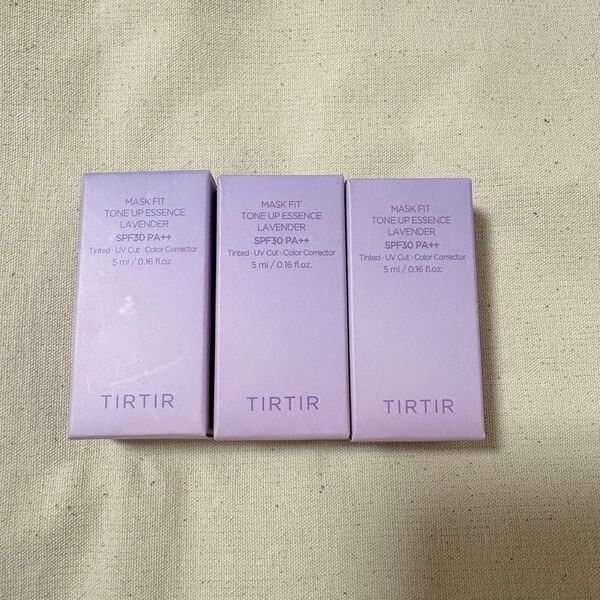 MASK FIT
TONE UP ESSENCE
LAVENDER
SPF30 PA++
Tinted · UV Cut · Color Corrector
5 ml / 0.16 fl.oz.
TIRTIR
MASK FIT
TONE UP ESSENCE
LAVENDER
SPF30 PA++
Tinted · UV Cut · Color Corrector
5 ml / 0.16 fl.oz.
TIRTIR
MASK FIT
TONE UP ESSENCE
LAVENDER
SPF30 PA++
Tinted · UV Cut · Color Corrector
5 ml / 0.16 fl.oz.
TIRTIR